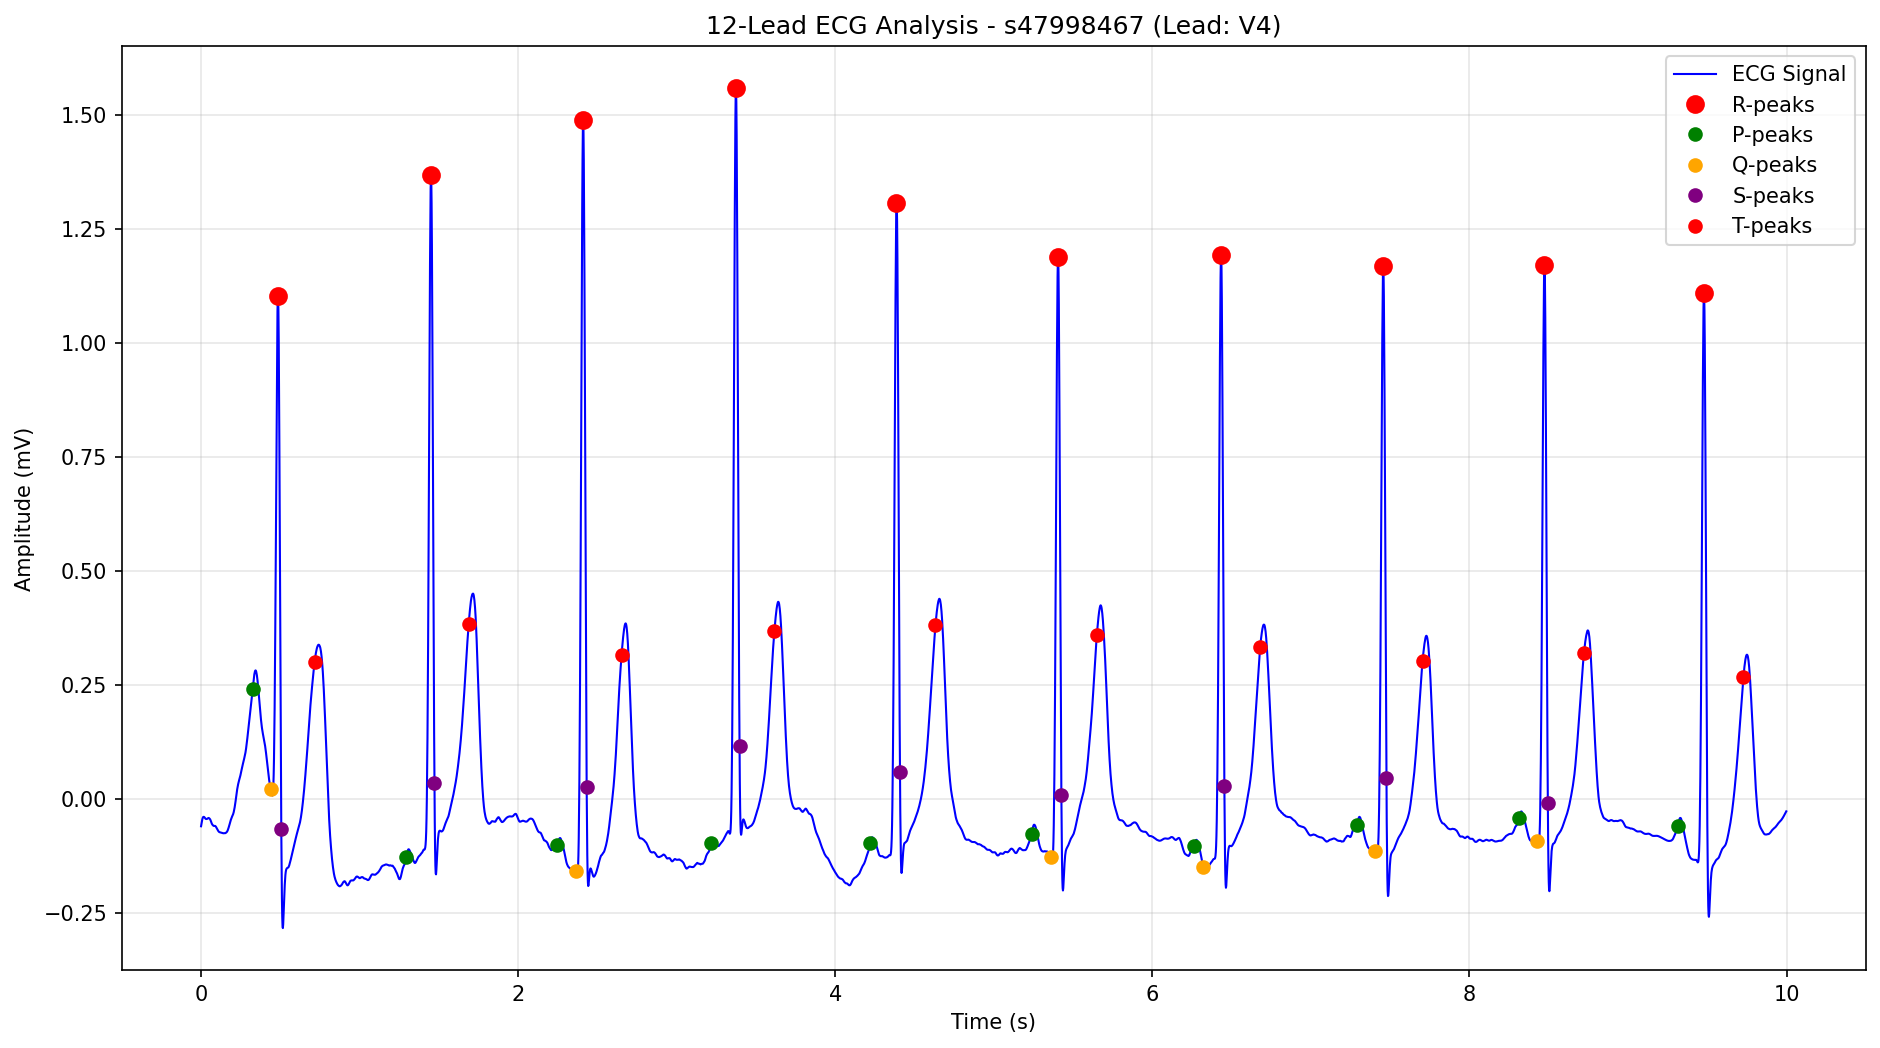 12-Lead ECG Analysis - s47998467 (Lead: V4)
ECG Signal
R-peaks
P-peaks
Q-peaks
S-peaks
T-peaks
1.50
1.25
1.00
0.75
0.50
0.25
0.00
−0.25
Amplitude (mV)
0 2 4 6 8 10
Time (s)